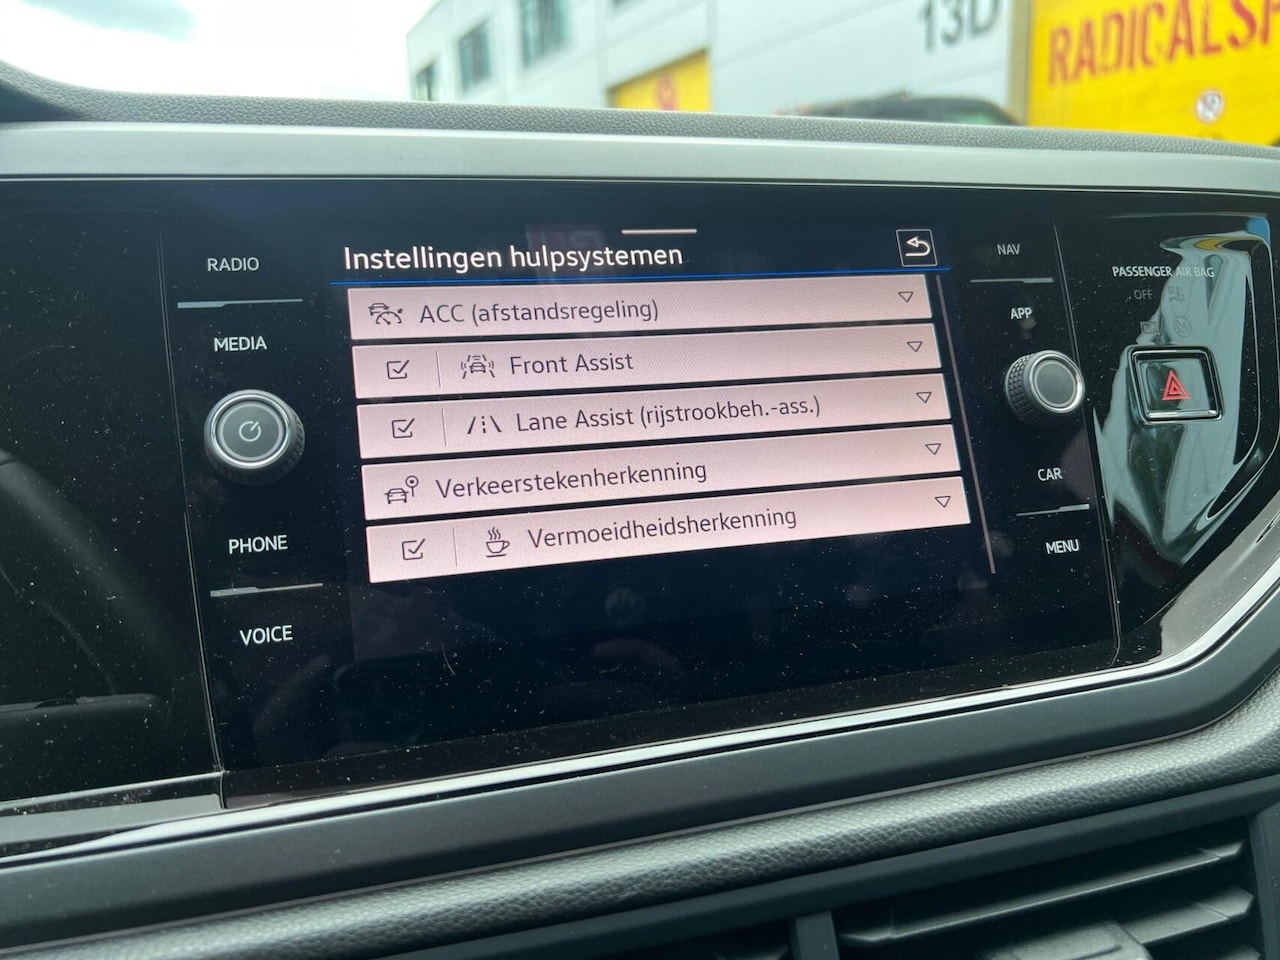 13D
RADICALS
RADIO
MEDIA
PHONE
VOICE
Instellingen hulpsystemen
ACC (afstandsregeling)
Front Assist
Lane Assist (rijstrookbeh.-ass.)
Verkeerstekenherkenning
Vermoeidheidsherkenning
NAV
APP
CAR
MENU
PASSENGER AIR BAG
OFF
ON